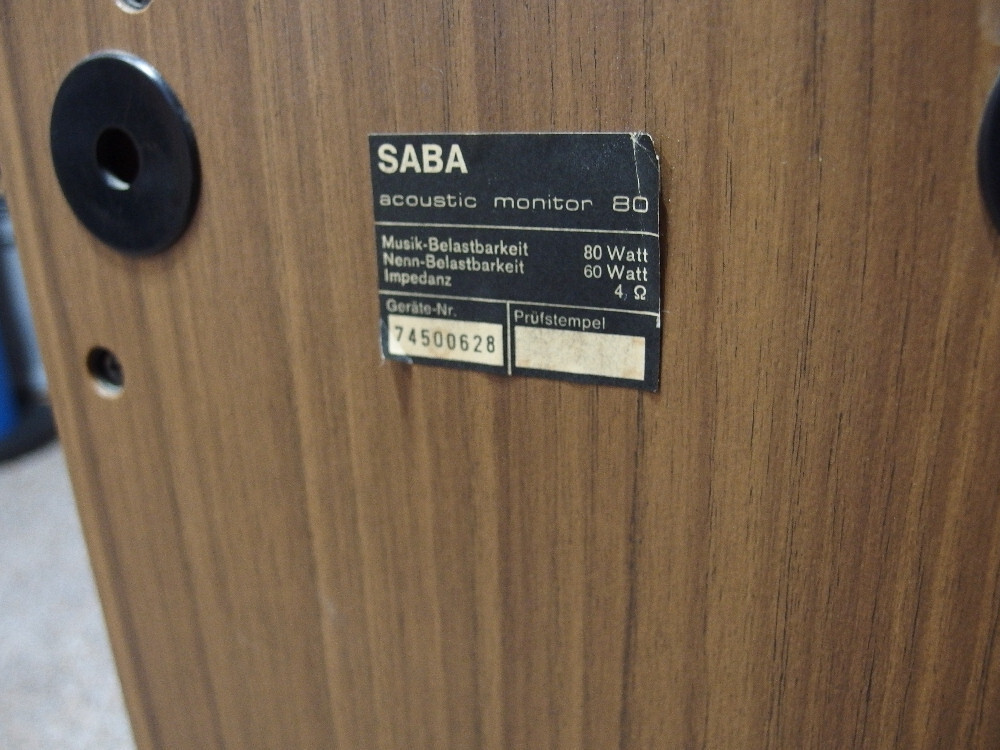 SABA
acoustic monitor 80
Musik-Belastbarkeit 80 Watt
Nenn-Belastbarkeit 60 Watt
Impedanz 4 Ω
Geräte-Nr. Prüfstempel
74500628